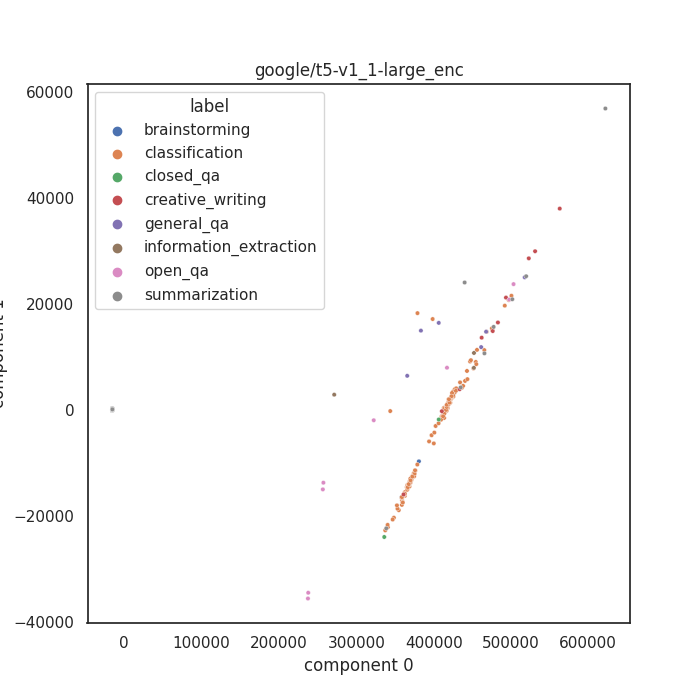 google/t5-v1_1-large_enc
label
brainstorming
classification
closed_qa
creative_writing
general_qa
information_extraction
open_qa
summarization
60000
40000
20000
0
−20000
−40000
component 1
0
100000
200000
300000
400000
500000
600000
component 0